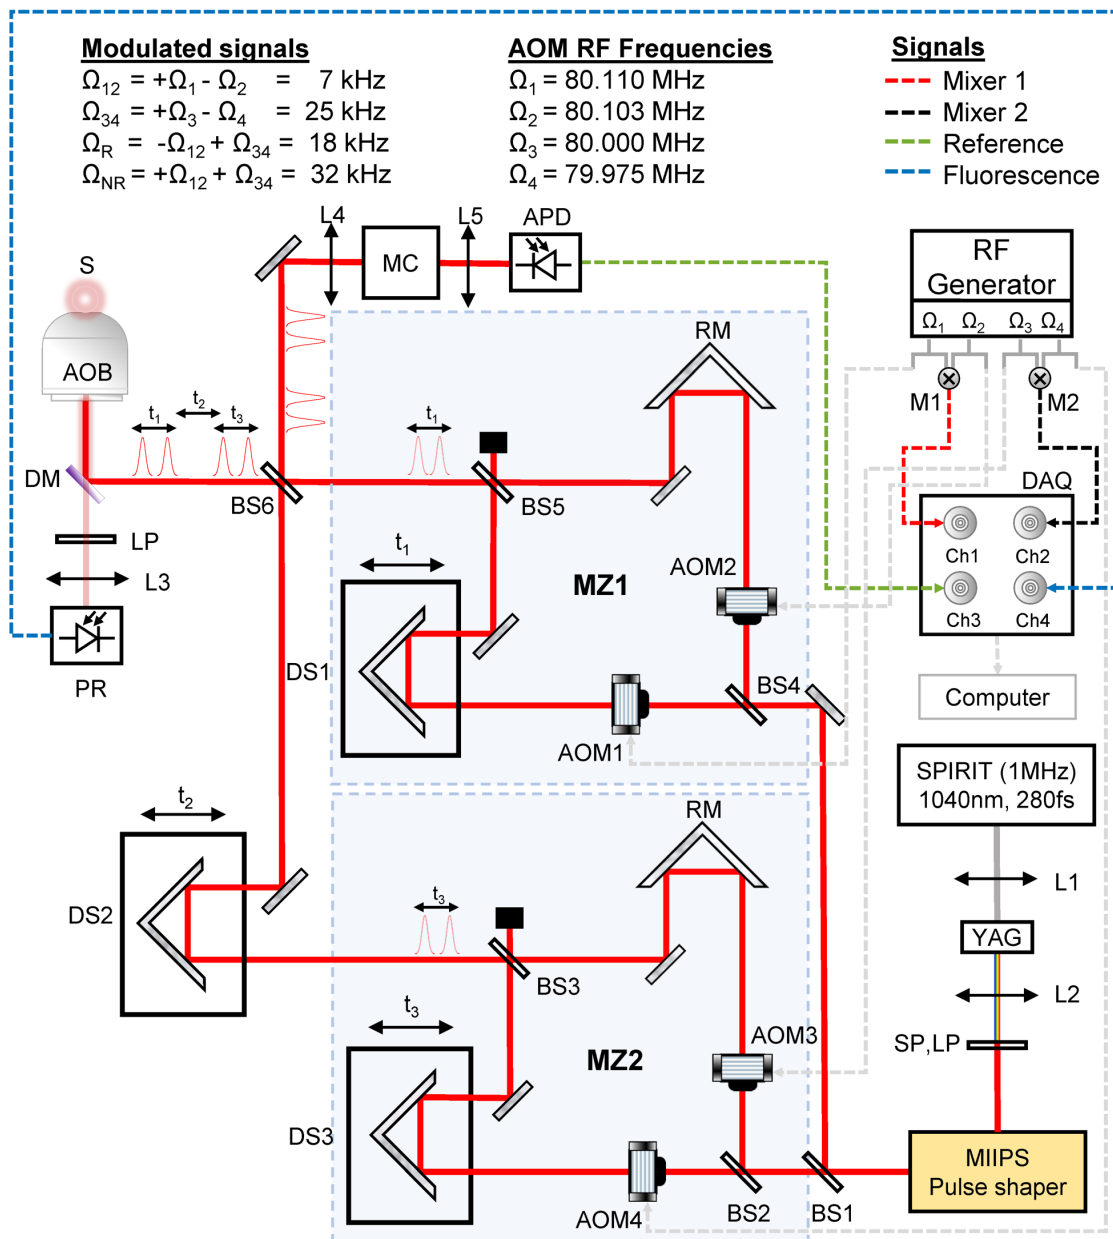 Modulated signals
Ω12 = +Ω1 - Ω2 = 7 kHz
Ω34 = +Ω3 - Ω4 = 25 kHz
ΩR = -Ω12 + Ω34 = 18 kHz
ΩNR = +Ω12 + Ω34 = 32 kHz
AOM RF Frequencies
Ω1 = 80.110 MHz
Ω2 = 80.103 MHz
Ω3 = 80.000 MHz
Ω4 = 79.975 MHz
Signals
Mixer 1
Mixer 2
Reference
Fluorescence
L4
L5
APD
MC
S
AOB
RF
Generator
Ω1 Ω2 Ω3 Ω4
M1
M2
RM
t1
t2
t3
t1
DM
BS6
BS5
DAQ
Ch1
Ch2
Ch3
Ch4
LP
L3
PR
t1
MZ1
AOM2
DS1
BS4
AOM1
Computer
SPIRIT (1MHz)
1040nm, 280fs
t2
RM
DS2
t3
BS3
L1
YAG
L2
t3
MZ2
AOM3
SP,LP
DS3
AOM4
BS2
BS1
MIIPS
Pulse shaper